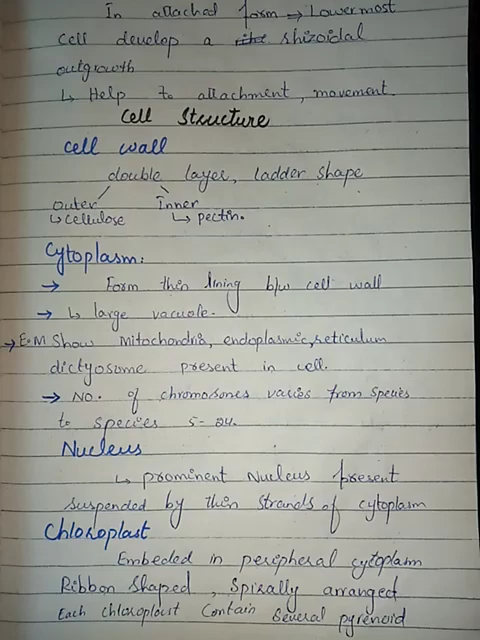 In attached form → Lowermost
cell develop a rhizoidal
outgrowth
↳ Help to attachment, movement.
Cell Structure
Cell wall
double layer, ladder shape
outer Inner
↳ cellulose ↳ pectin.
Cytoplasm:
→ Form thin lining b/w cell wall
→ ↳ large vacuole.
→ E.M Show Mitochondria, endoplasmic, reticulum
dictyosome present in cell.
→ No. of chromosones varies from species
to species 5-24.
Nucleus
↳ prominent Nucleus present
suspended by thin strands of cytoplasm
Chloroplast
Embeded in peripheral cytoplasm
Ribbon shaped, Spirally arranged
Each chloroplast Contain Several pyrenoid